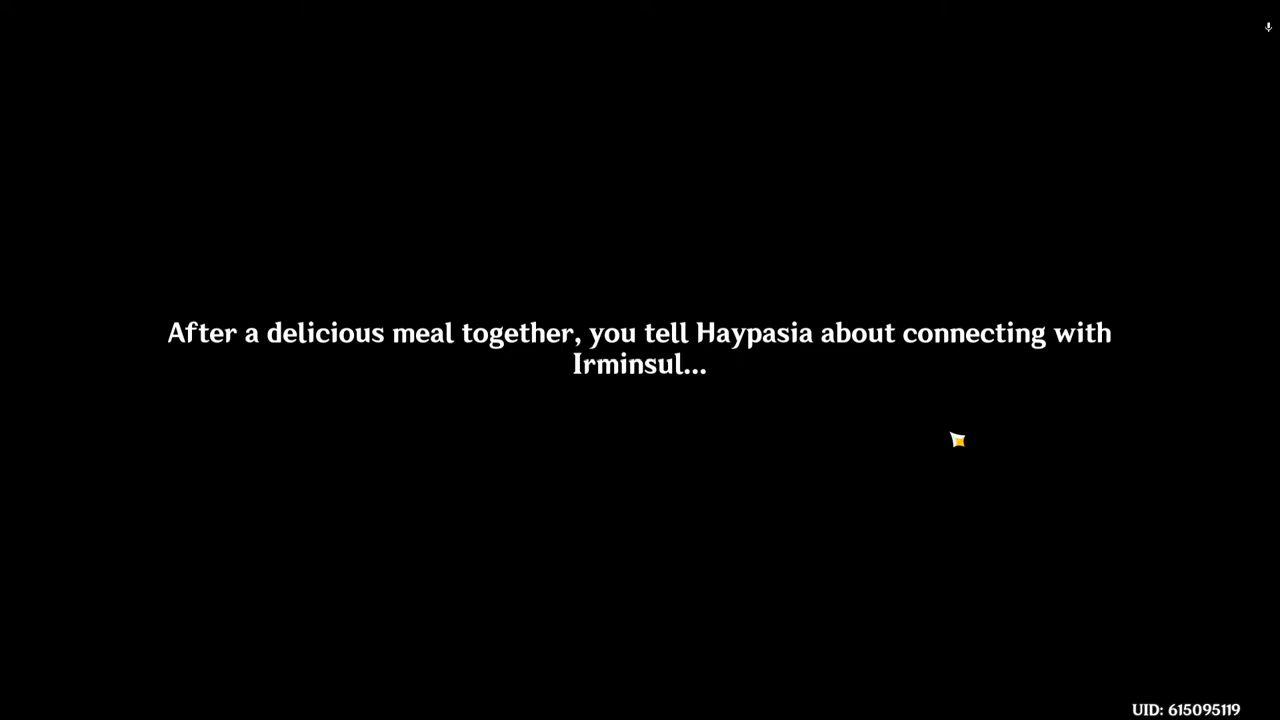 After a delicious meal together, you tell Haypasia about connecting with
Irminsul...
UID: 615095119